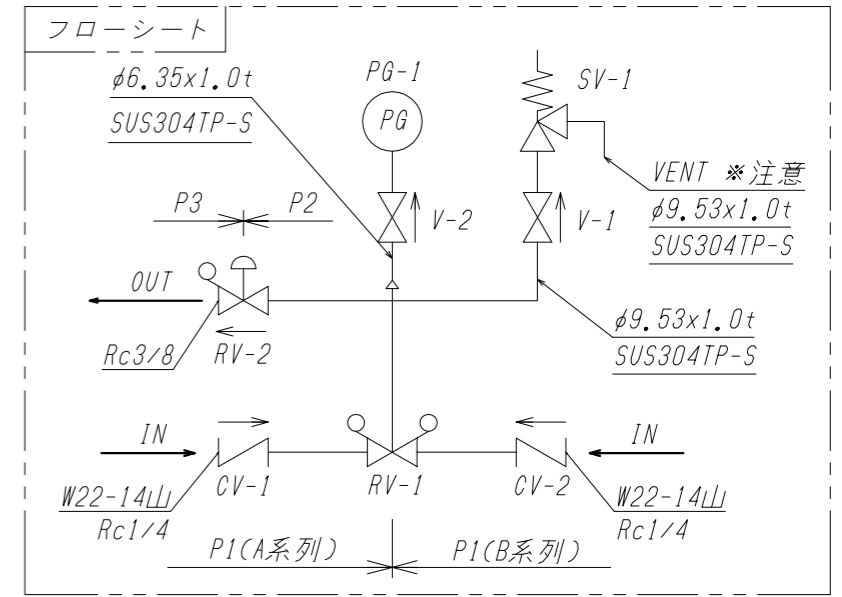 フローシート
φ6.35x1.0t
SUS304TP-S
PG-1
PG
SV-1
VENT ※注意
φ9.53x1.0t
SUS304TP-S
P3
P2
V-2
V-1
OUT
Rc3/8
RV-2
φ9.53x1.0t
SUS304TP-S
IN
IN
CV-1
RV-1
CV-2
W22-14山
Rc1/4
W22-14山
Rc1/4
P1(A系列)
P1(B系列)